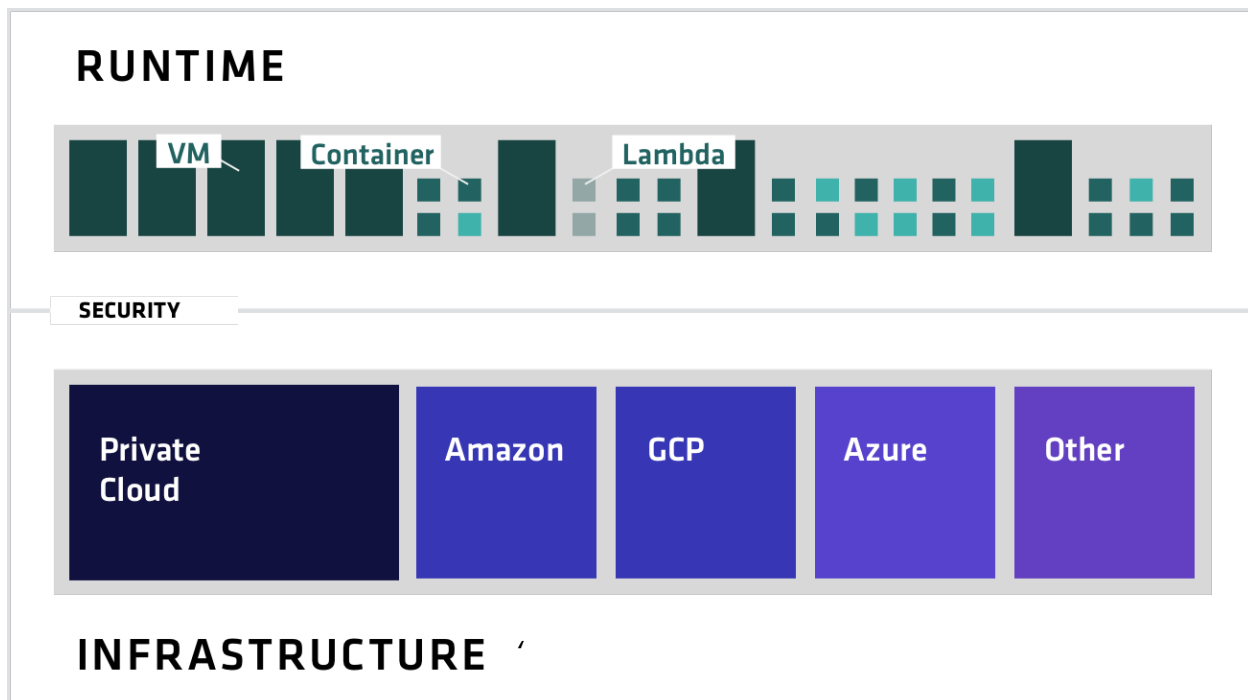 RUNTIME
VM
Container
Lambda
SECURITY
Private
Cloud
Amazon
GCP
Azure
Other
INFRASTRUCTURE ‘